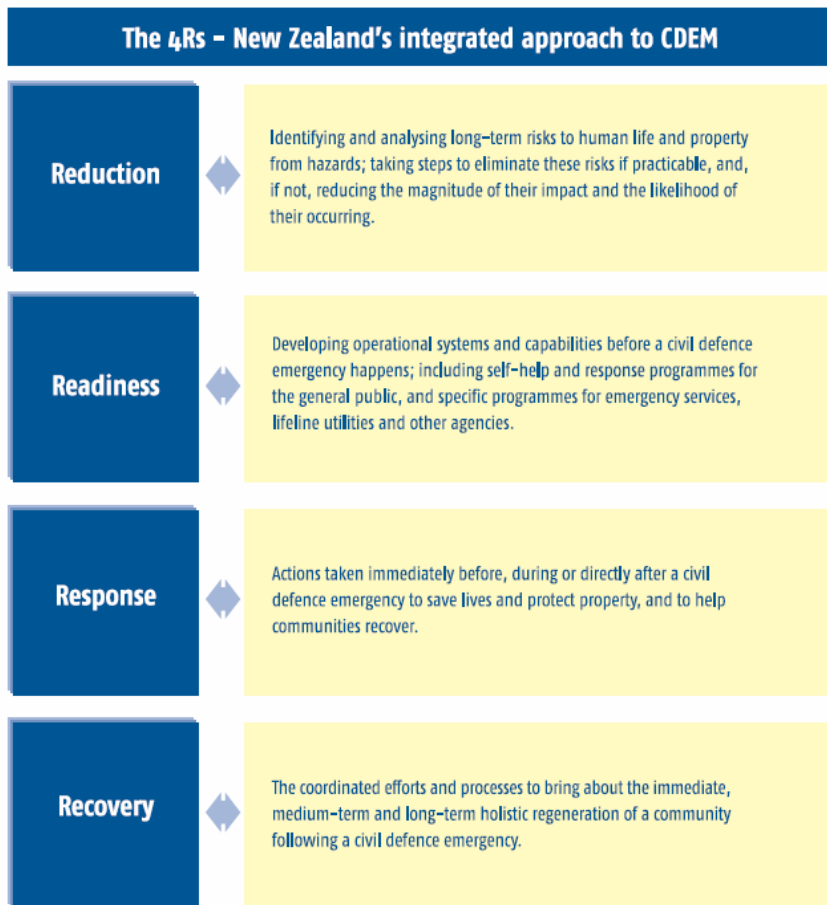 The 4Rs – New Zealand's integrated approach to CDEM
Reduction
Identifying and analysing long–term risks to human life and property
from hazards; taking steps to eliminate these risks if practicable, and,
if not, reducing the magnitude of their impact and the likelihood of
their occurring.
Readiness
Developing operational systems and capabilities before a civil defence
emergency happens; including self–help and response programmes for
the general public, and specific programmes for emergency services,
lifeline utilities and other agencies.
Response
Actions taken immediately before, during or directly after a civil
defence emergency to save lives and protect property, and to help
communities recover.
Recovery
The coordinated efforts and processes to bring about the immediate,
medium–term and long–term holistic regeneration of a community
following a civil defence emergency.